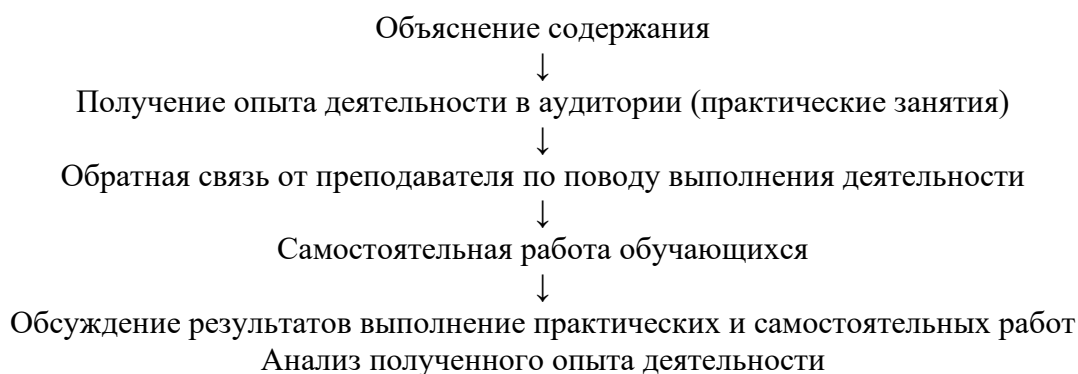 Объяснение содержания
↓
Получение опыта деятельности в аудитории (практические занятия)
↓
Обратная связь от преподавателя по поводу выполнения деятельности
↓
Самостоятельная работа обучающихся
↓
Обсуждение результатов выполнение практических и самостоятельных работ
Анализ полученного опыта деятельности